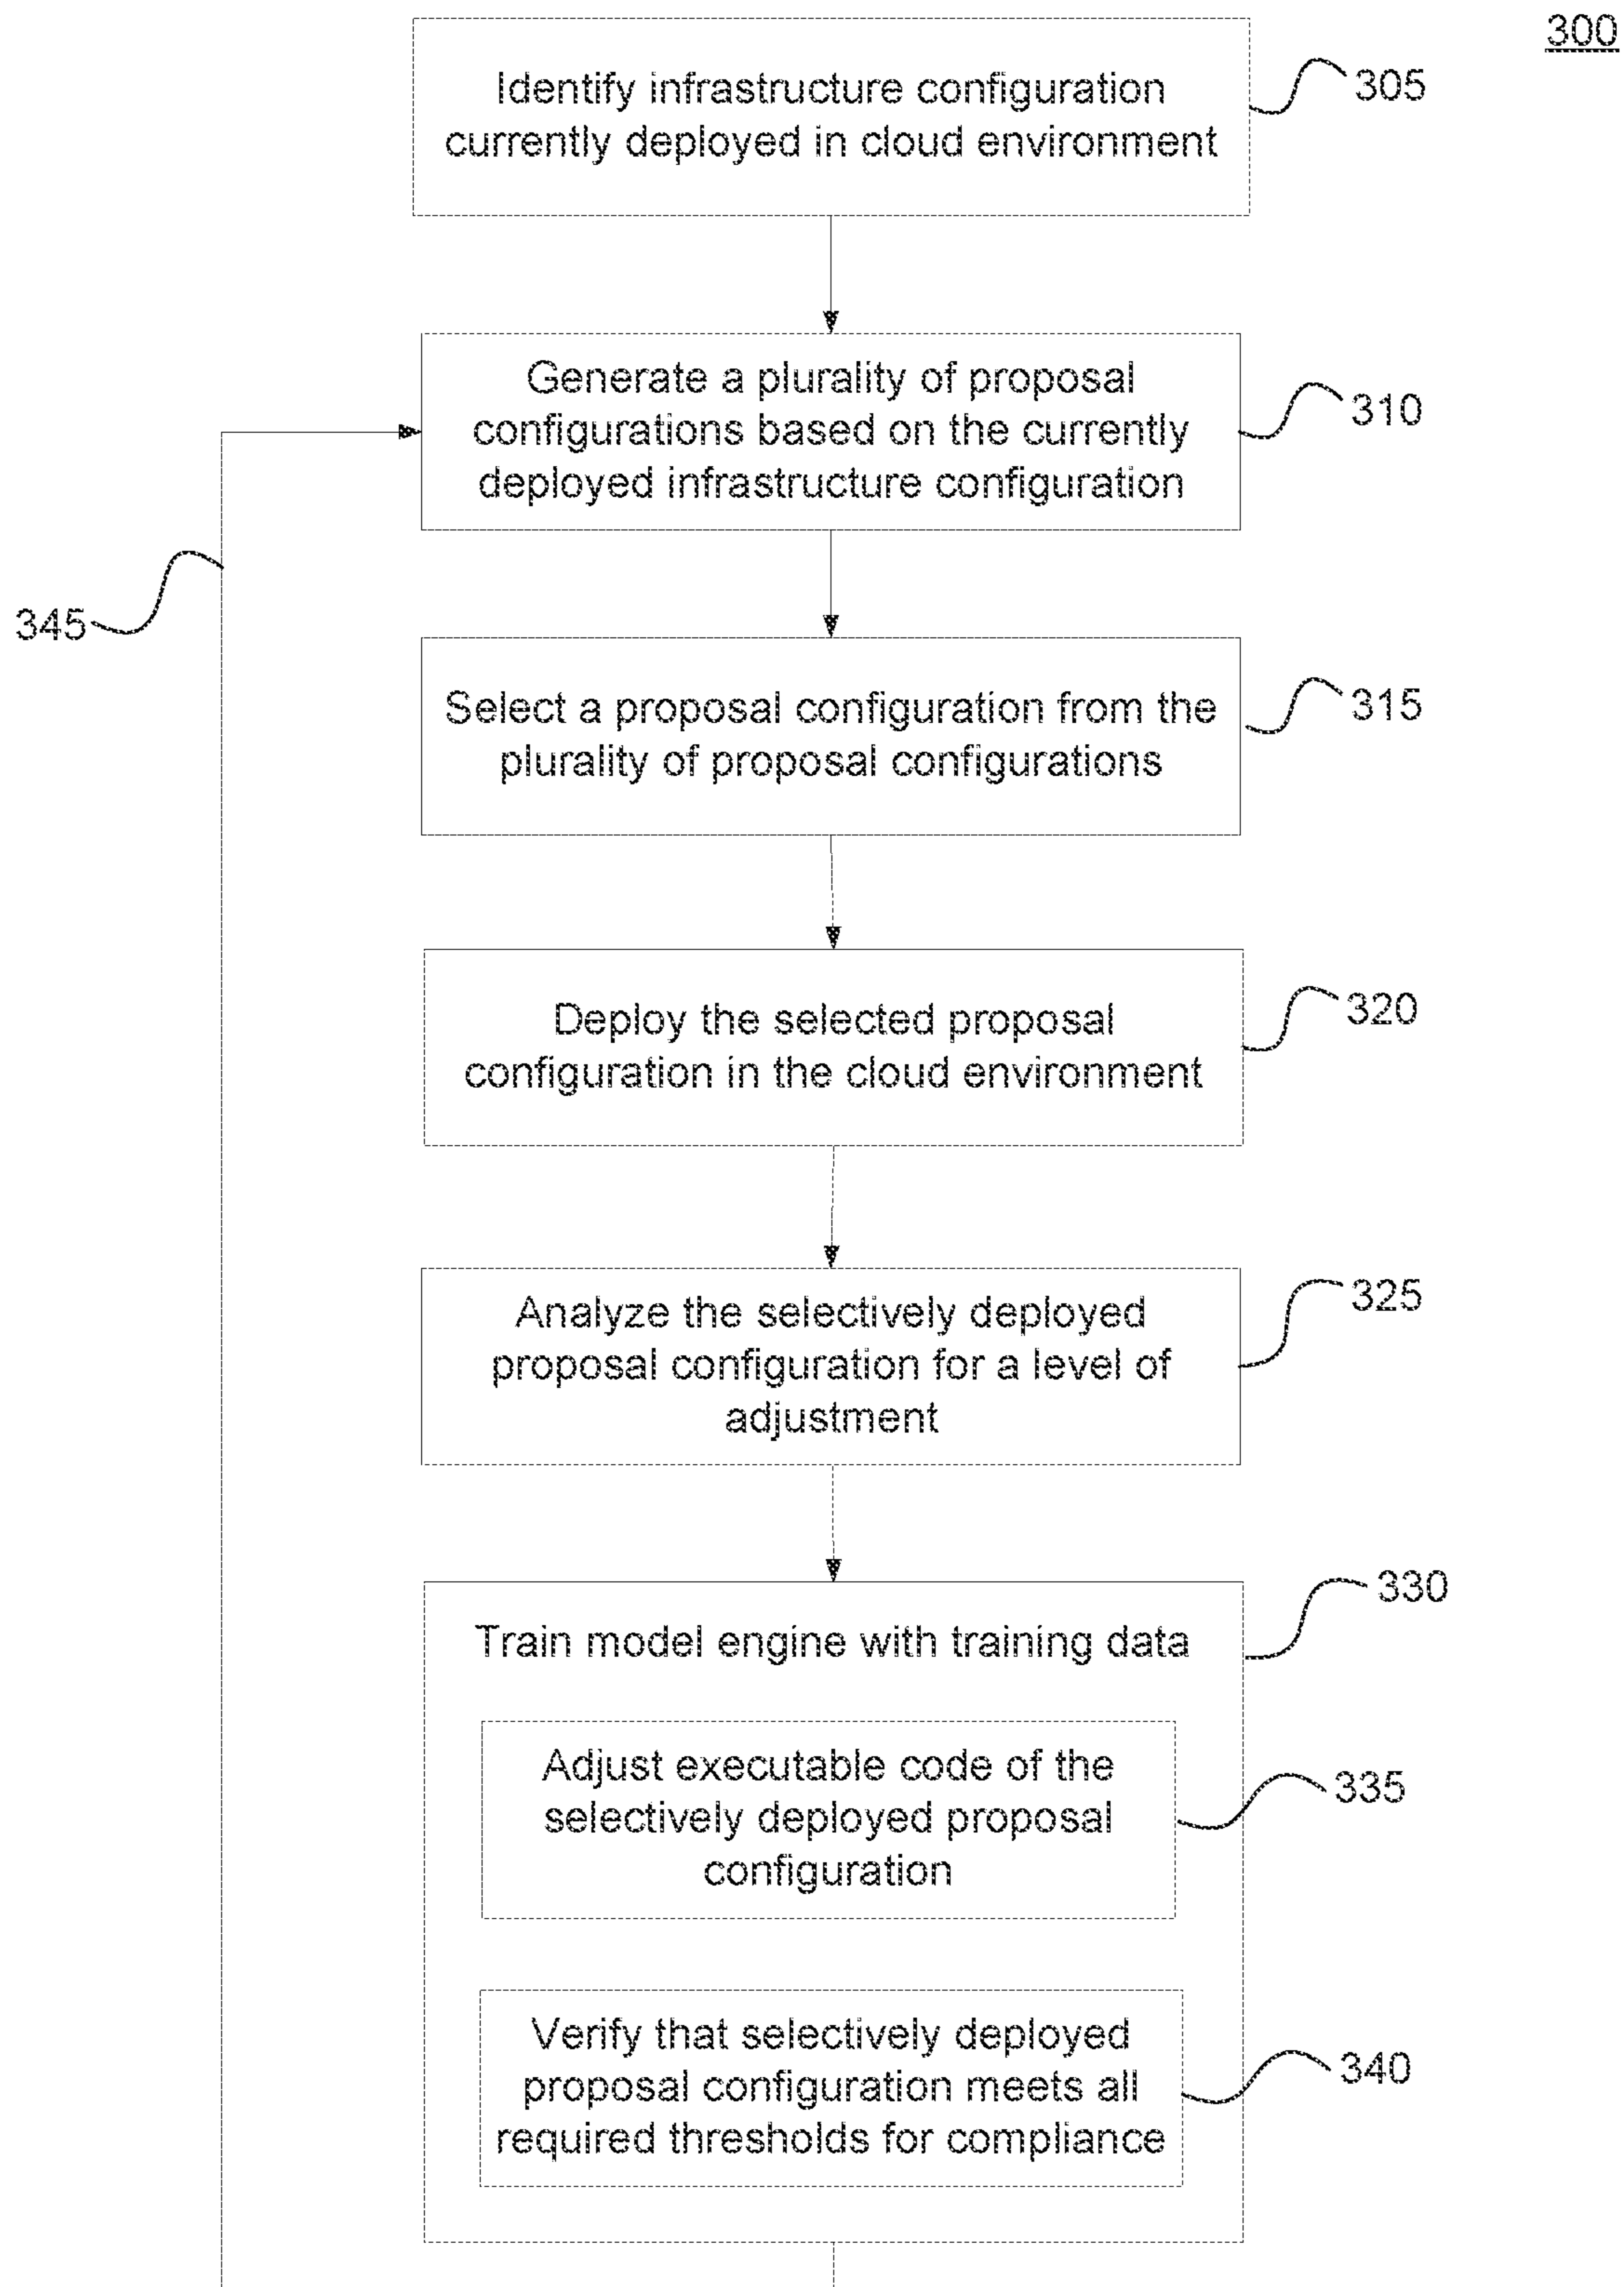 300
Identify infrastructure configuration
currently deployed in cloud environment
305
Generate a plurality of proposal
configurations based on the currently
deployed infrastructure configuration
310
345
Select a proposal configuration from the
plurality of proposal configurations
315
Deploy the selected proposal
configuration in the cloud environment
320
Analyze the selectively deployed
proposal configuration for a level of
adjustment
325
Train model engine with training data
330
Adjust executable code of the
selectively deployed proposal
configuration
335
Verify that selectively deployed
proposal configuration meets all
required thresholds for compliance
340